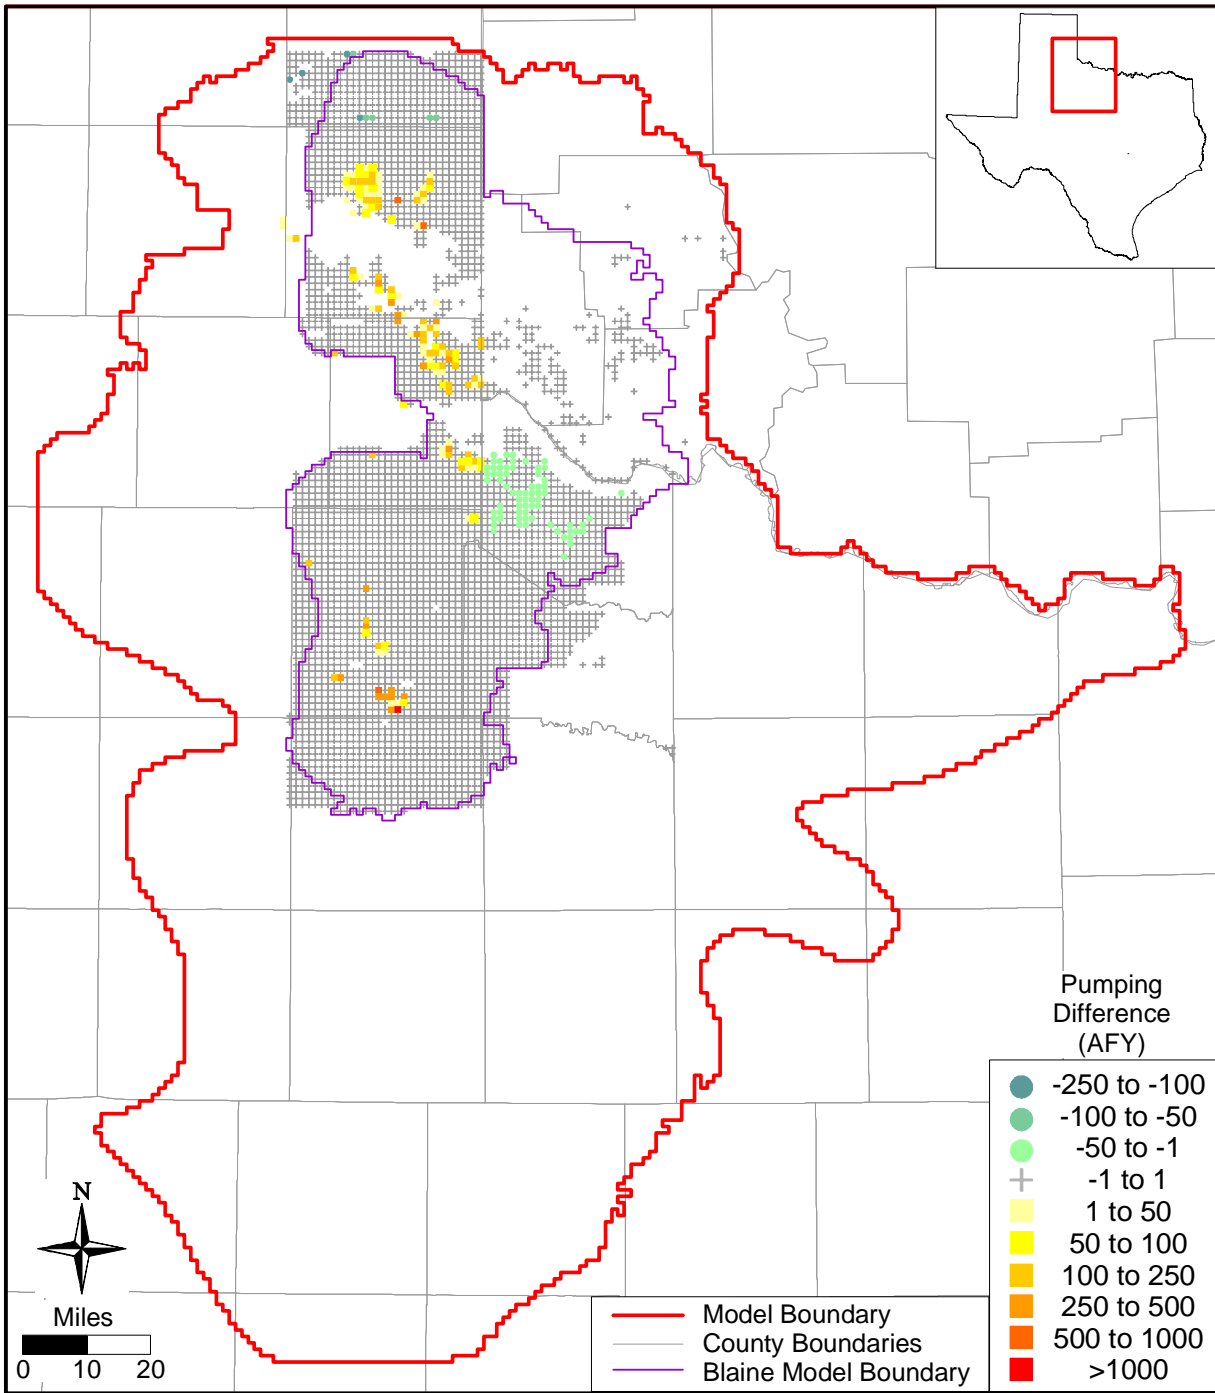 Pumping
Difference
(AFY)
-250 to -100
-100 to -50
-50 to -1
-1 to 1
1 to 50
50 to 100
100 to 250
250 to 500
500 to 1000
>1000
N
Miles
0 10 20
Model Boundary
County Boundaries
Blaine Model Boundary